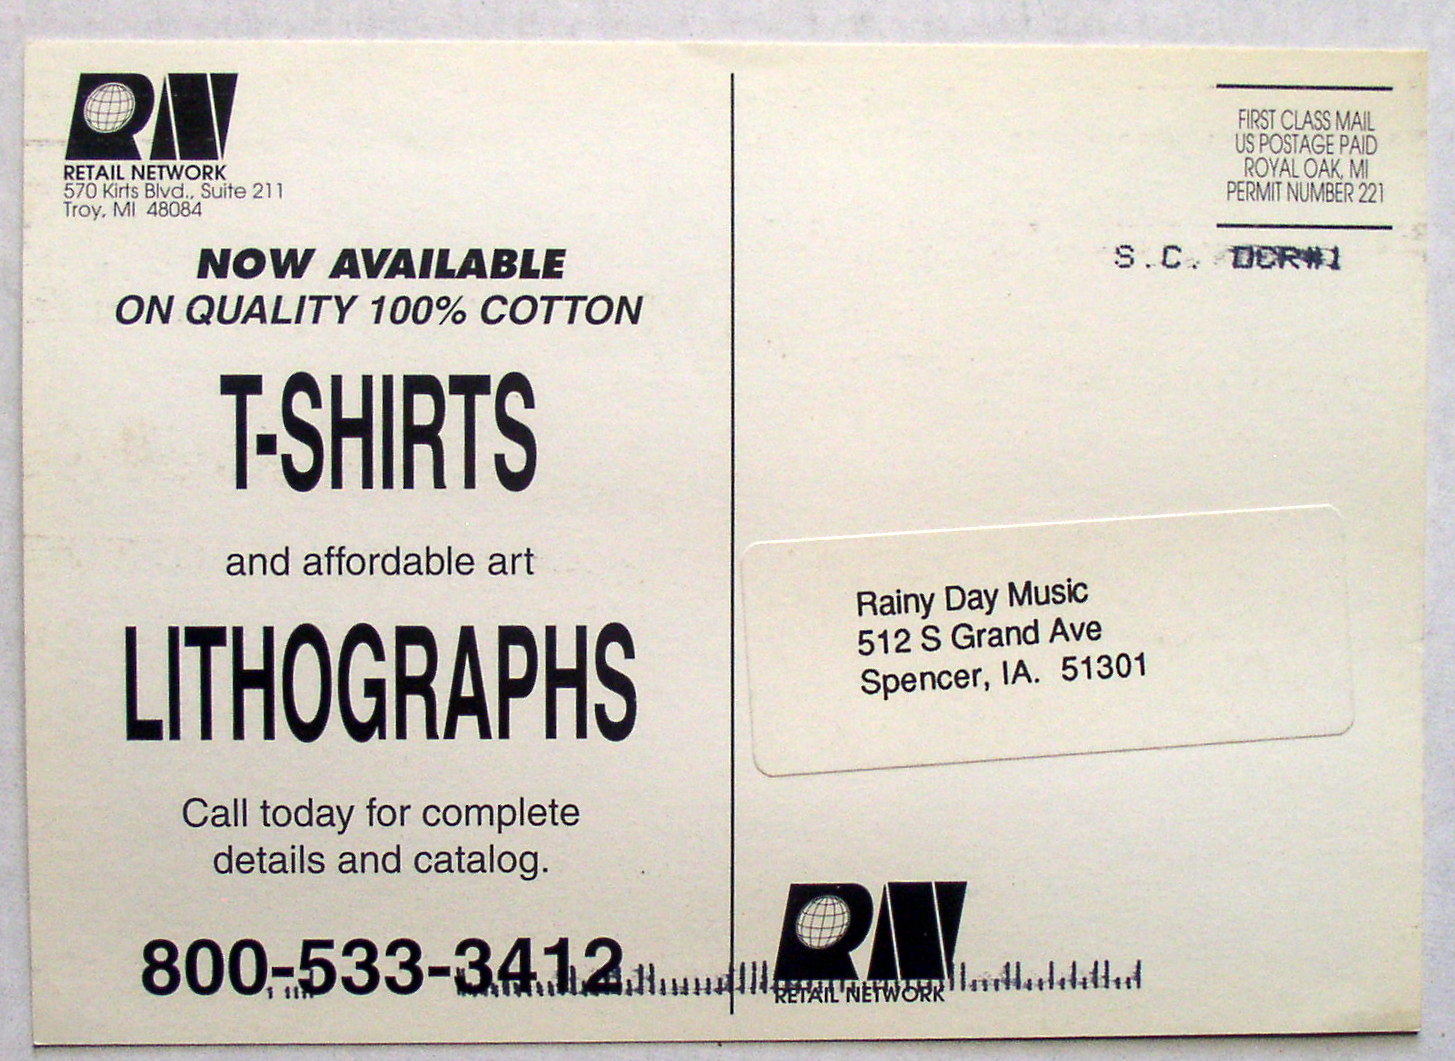 RN
RETAIL NETWORK
570 Kirts Blvd., Suite 211
Troy, MI 48084
NOW AVAILABLE
ON QUALITY 100% COTTON
T-SHIRTS
and affordable art
LITHOGRAPHS
Call today for complete
details and catalog.
800-533-3412
FIRST CLASS MAIL
US POSTAGE PAID
ROYAL OAK, MI
PERMIT NUMBER 221
S.C.
Rainy Day Music
512 S Grand Ave
Spencer, IA. 51301
RN
RETAIL NETWORK